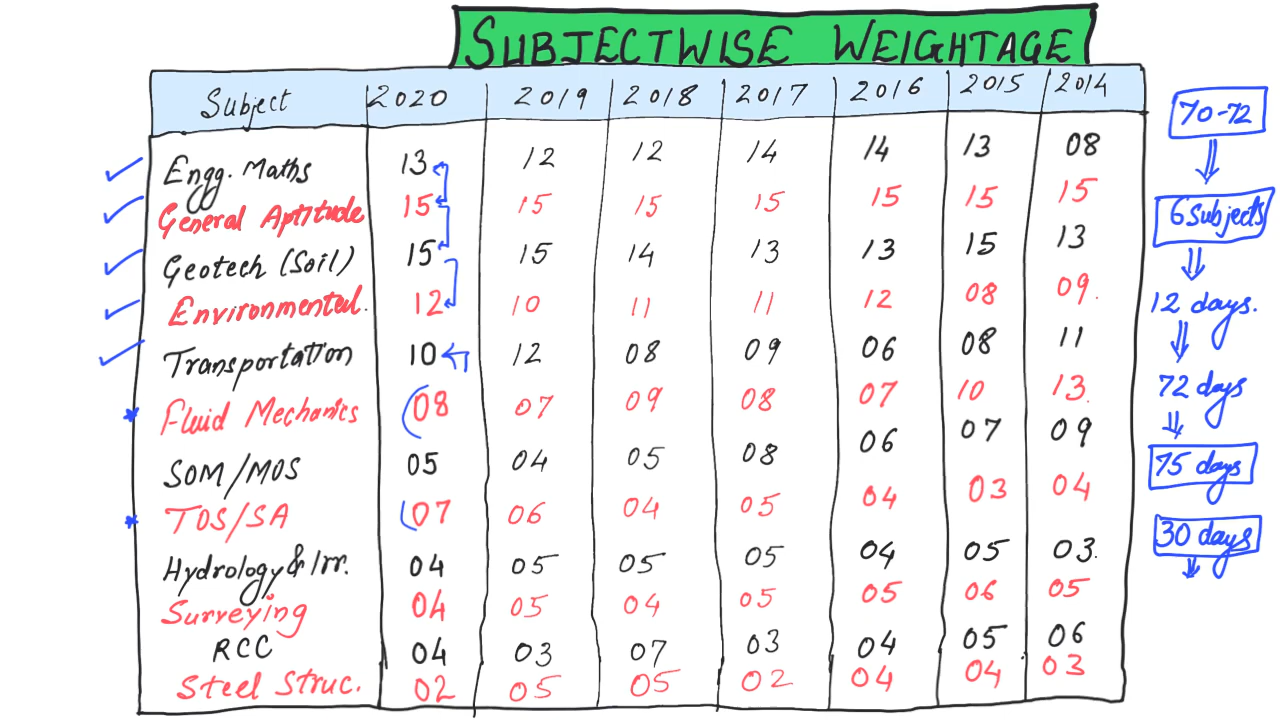 SUBJECTWISE WEIGHTAGE
Subject 2020 2019 2018 2017 2016 2015 2014
Engg. Maths 13 12 12 14 14 13 08
General Aptitude 15 15 15 15 15 15 15
Geotech (Soil) 15 15 14 13 13 15 13
Environmental. 12 10 11 11 12 08 09.
Transportation 10 12 08 09 06 08 11
Fluid Mechanics 08 07 09 08 07 10 13.
SOM/MOS 05 04 05 08 06 07 09
TOS/SA 07 06 04 05 04 03 04
Hydrology & Irr. 04 05 05 05 04 05 03.
Surveying 04 05 04 05 05 06 05
RCC 04 03 07 03 04 05 06
Steel Struc. 02 05 05 02 04 04 03
70-72
6 Subjects
12 days.
72 days
75 days
30 days